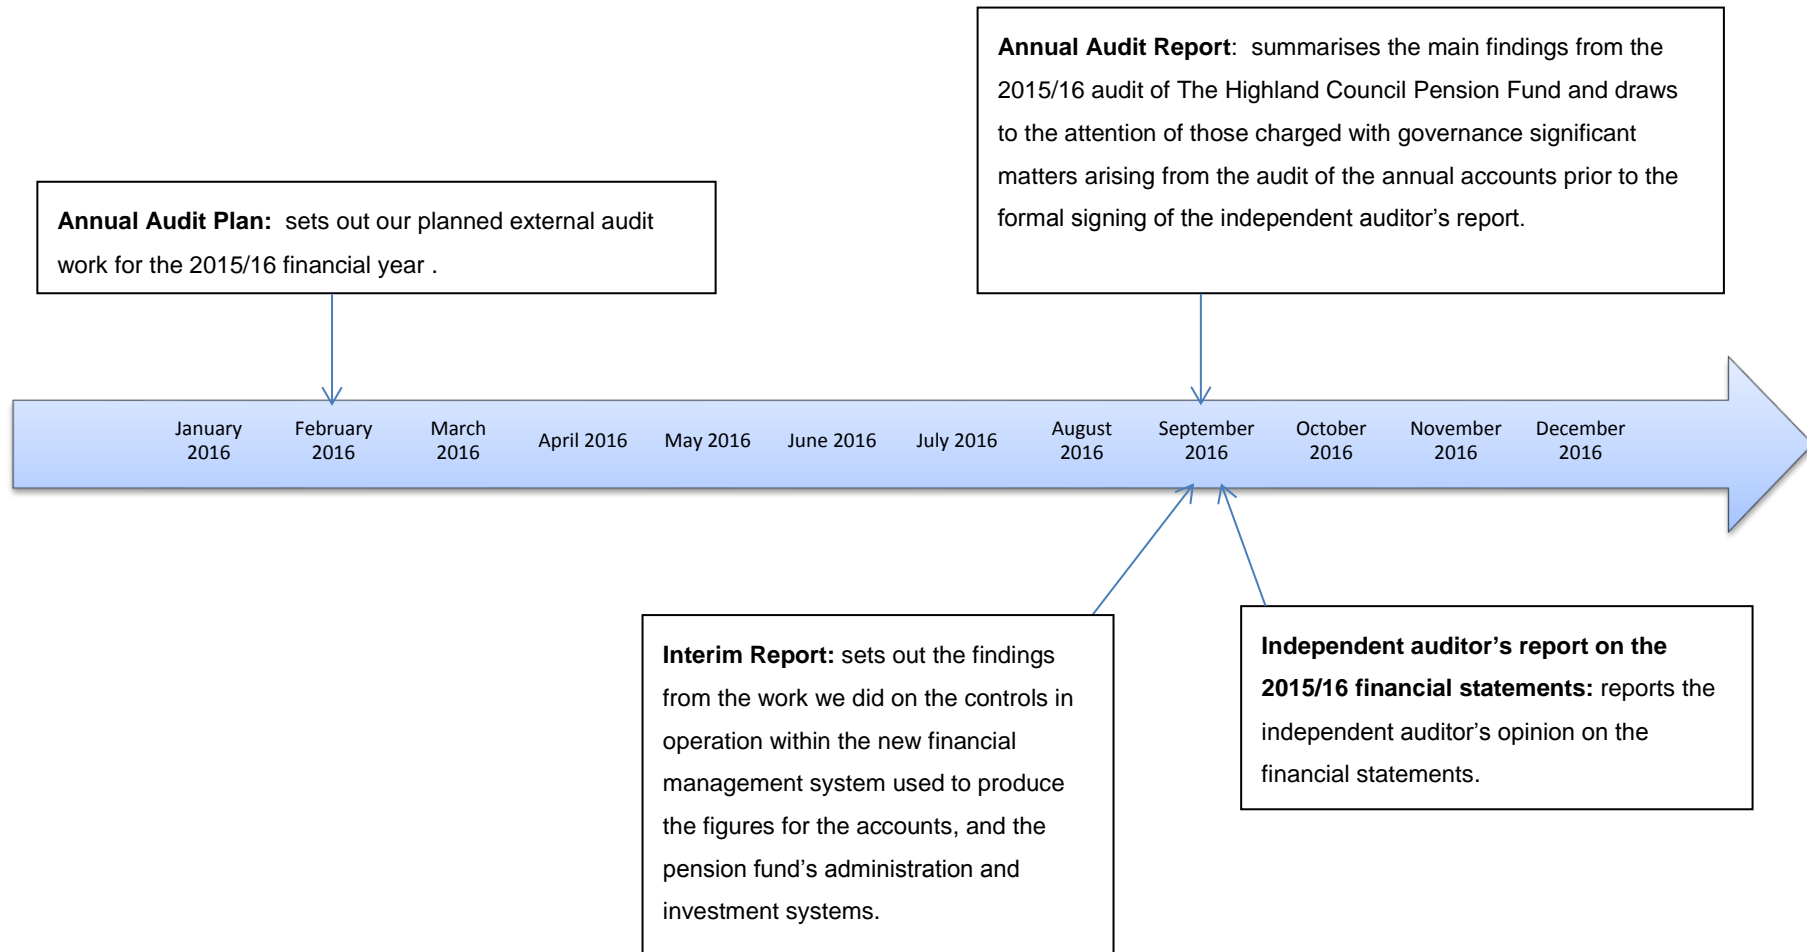 Annual Audit Report:  summarises the main findings from the
2015/16 audit of The Highland Council Pension Fund and draws
to the attention of those charged with governance significant
matters arising from the audit of the annual accounts prior to the
formal signing of the independent auditor’s report.
Annual Audit Plan:  sets out our planned external audit
work for the 2015/16 financial year .
January
2016
February
2016
March
2016
April 2016
May 2016
June 2016
July 2016
August
2016
September
2016
October
2016
November
2016
December
2016
Interim Report: sets out the findings
from the work we did on the controls in
operation within the new financial
management system used to produce
the figures for the accounts, and the
pension fund’s administration and
investment systems.
Independent auditor’s report on the
2015/16 financial statements: reports the
independent auditor’s opinion on the
financial statements.